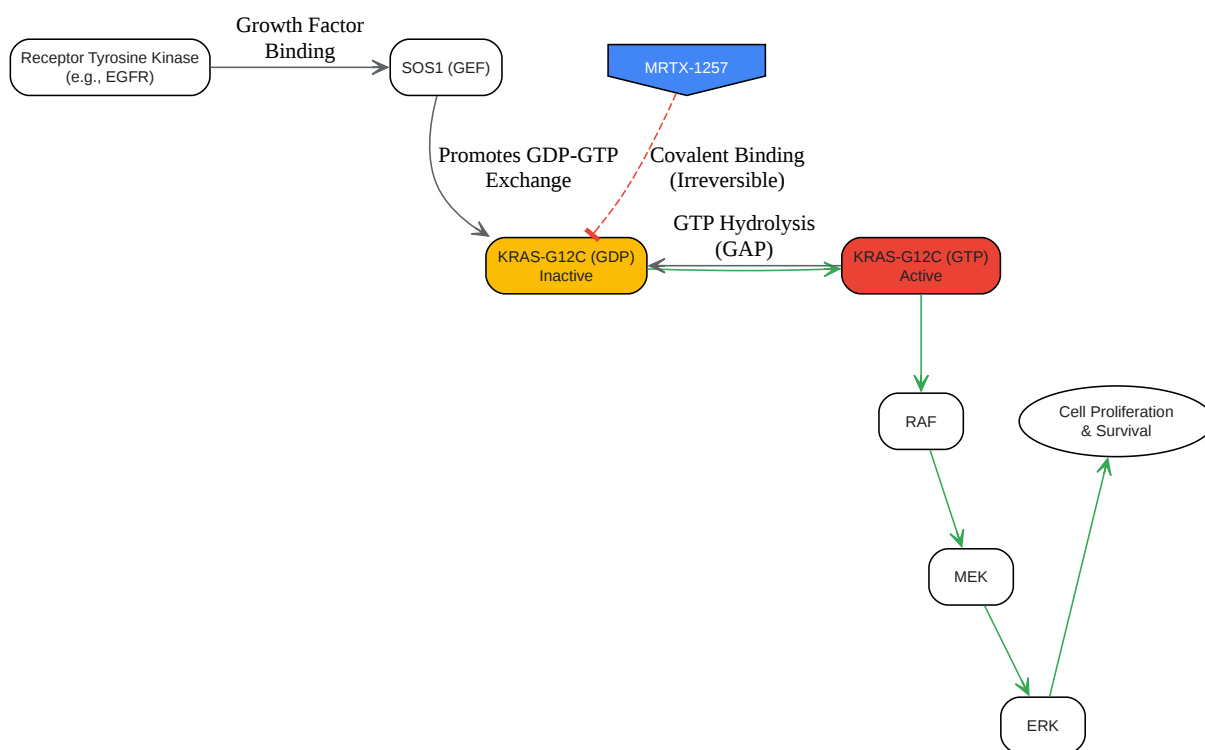 Growth Factor
Binding
Receptor Tyrosine Kinase
(e.g., EGFR)
SOS1 (GEF)
MRTX-1257
Promotes GDP-GTP
Exchange
Covalent Binding
(Irreversible)
GTP Hydrolysis
(GAP)
KRAS-G12C (GDP)
Inactive
KRAS-G12C (GTP)
Active
RAF
Cell Proliferation
& Survival
MEK
ERK